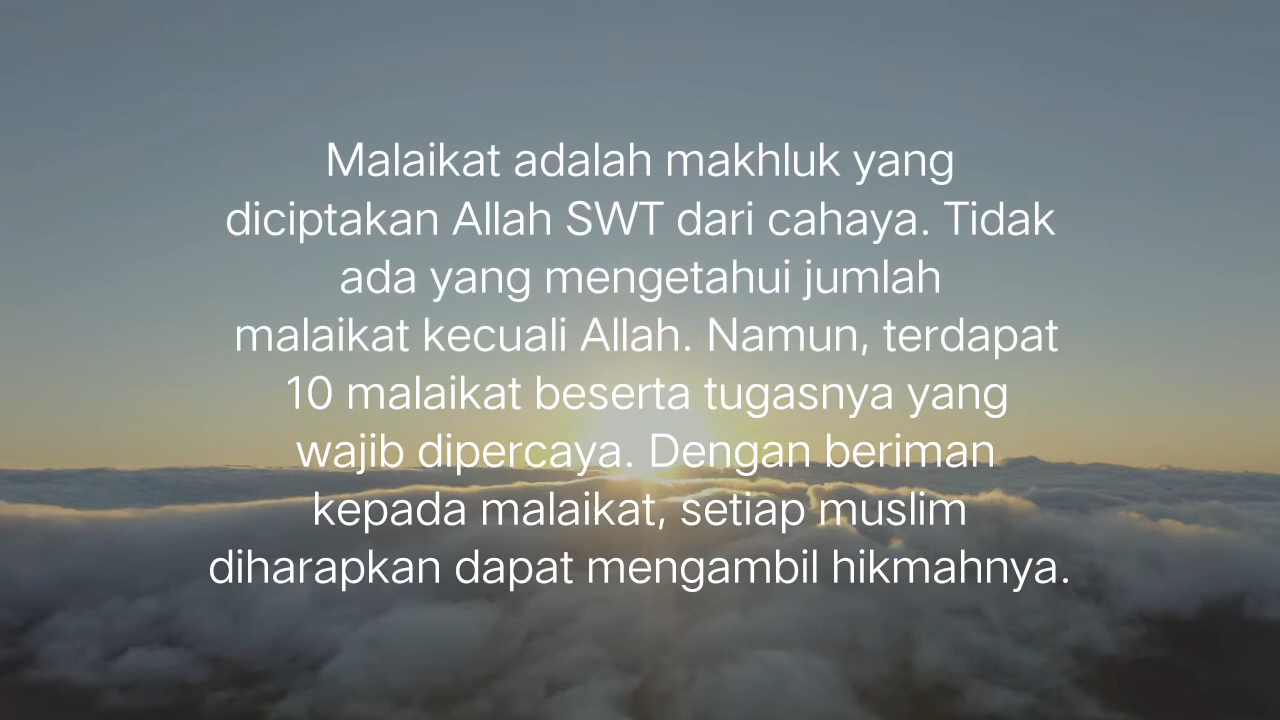 Malaikat adalah makhluk yang
diciptakan Allah SWT dari cahaya. Tidak
ada yang mengetahui jumlah
malaikat kecuali Allah. Namun, terdapat
10 malaikat beserta tugasnya yang
wajib dipercaya. Dengan beriman
kepada malaikat, setiap muslim
diharapkan dapat mengambil hikmahnya.